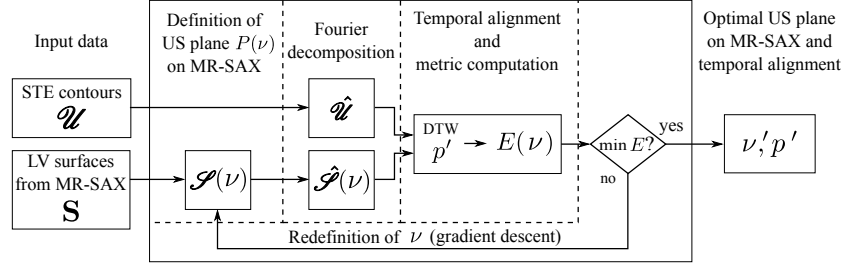 Input data
STE contours
𝒰
LV surfaces
from MR-SAX
S
Definition of
US plane P(ν)
on MR-SAX
𝒮(ν)
Fourier
decomposition
𝒰̂
𝒮̂(ν)
Temporal alignment
and
metric computation
DTW
p′ → E(ν)
min E?
yes
no
Redefinition of ν (gradient descent)
Optimal US plane
on MR-SAX and
temporal alignment
ν,′ p′